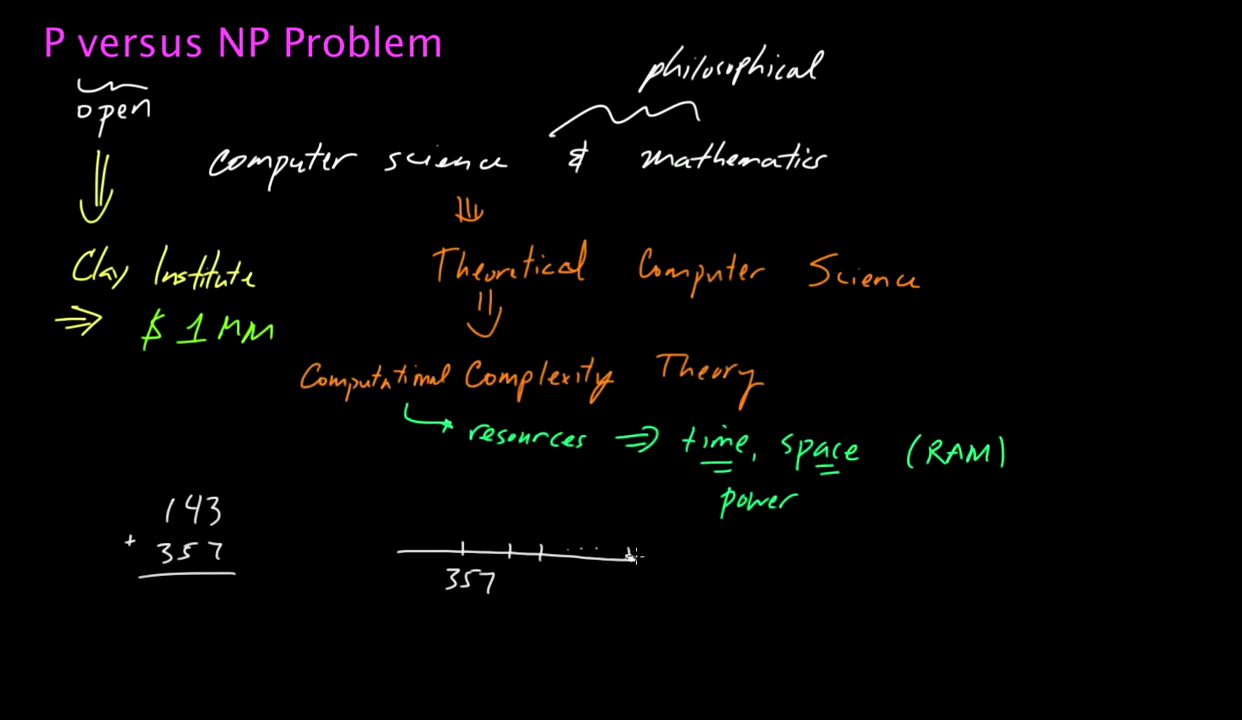 P versus NP Problem
philosophical
open
computer science & mathematics
Clay Institute
Theoretical Computer Science
⇒ $ 1 MM
Computational Complexity Theory
resources ⇒ time, space (RAM)
power
143
+ 357
357